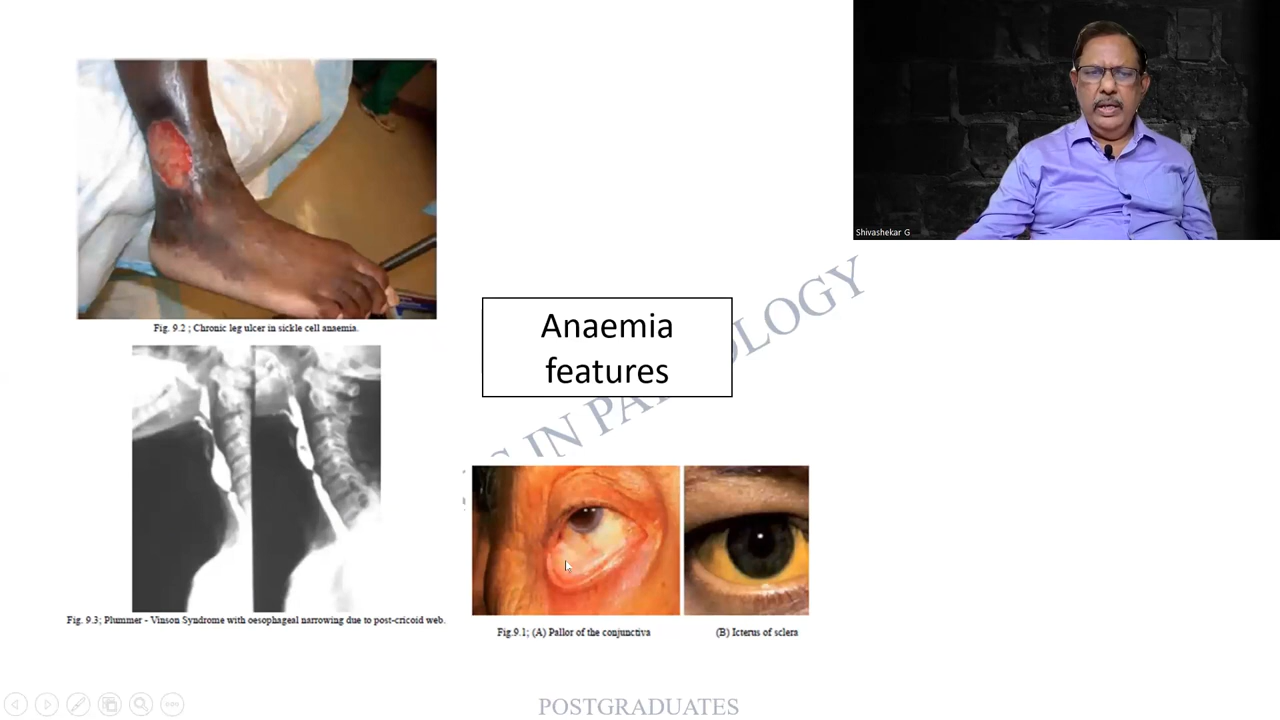 Shivashekar G
Fig. 9.2 ; Chronic leg ulcer in sickle cell anaemia.
Anaemia
features
Fig. 9.3; Plummer - Vinson Syndrome with oesophageal narrowing due to post-cricoid web.
Fig.9.1; (A) Pallor of the conjunctiva
(B) Icterus of sclera
IN
POSTGRADUATES